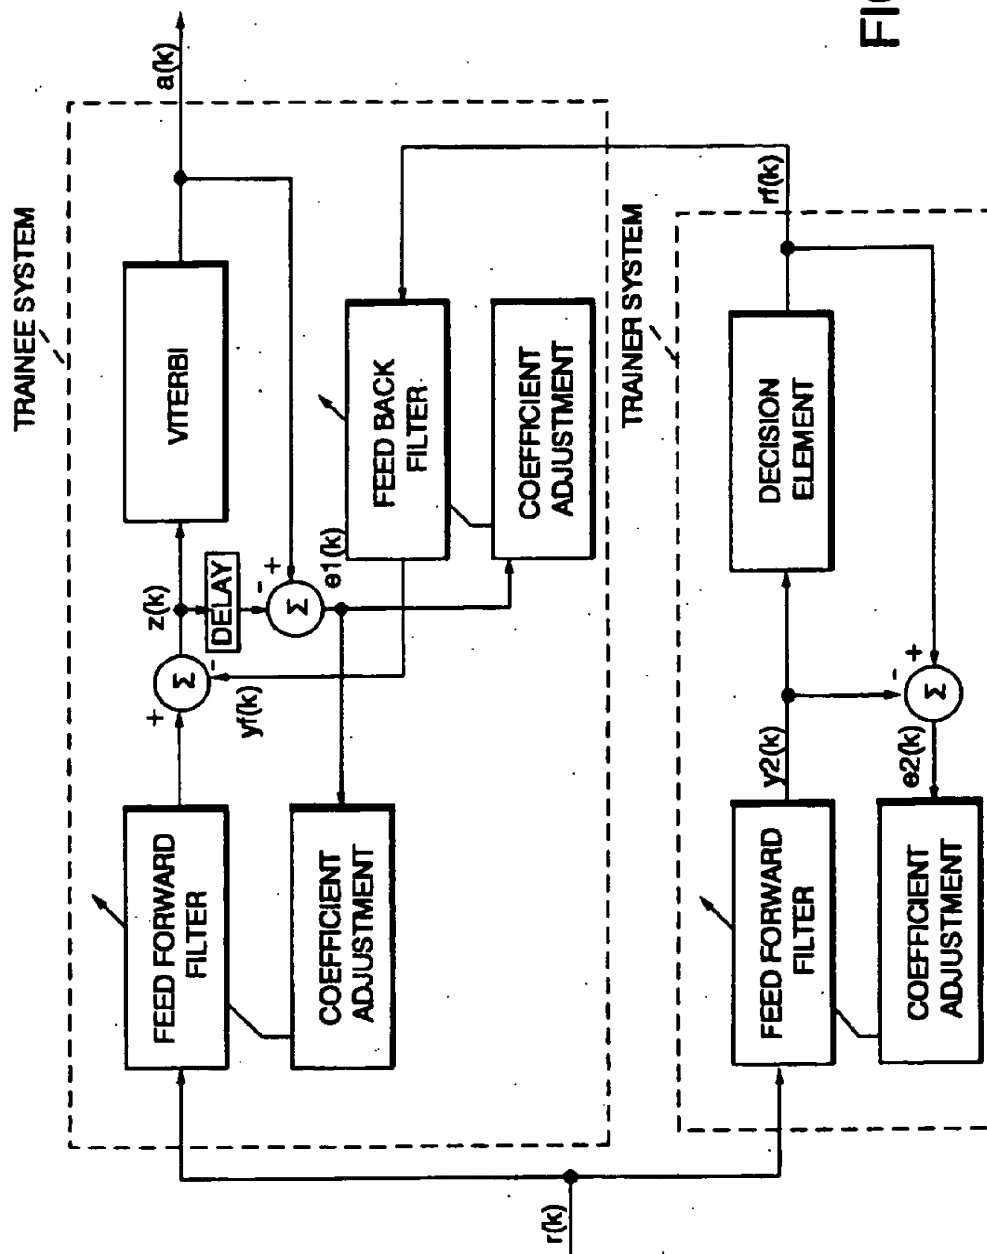 TRAINEE SYSTEM
a(k)
VITERBI
z(k)
DELAY
+
-
Σ
e1(k)
FEED BACK
FILTER
COEFFICIENT
ADJUSTMENT
+
Σ
-
yf(k)
FEED FORWARD
FILTER
COEFFICIENT
ADJUSTMENT
r(k)
TRAINER SYSTEM
rf(k)
DECISION
ELEMENT
y2(k)
-
+
Σ
e2(k)
FEED FORWARD
FILTER
COEFFICIENT
ADJUSTMENT